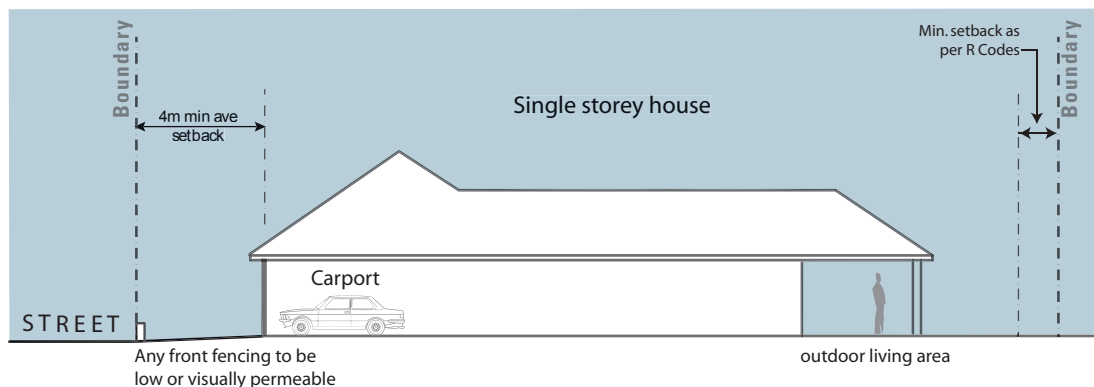 Boundary
4m min ave
setback
Single storey house
Min. setback as
per R Codes
Boundary
Carport
STREET
Any front fencing to be
low or visually permeable
outdoor living area